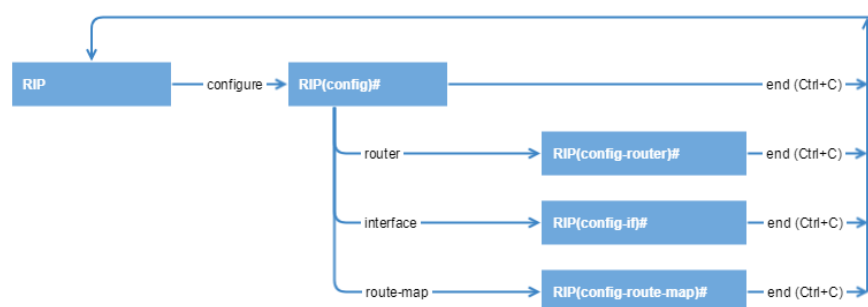 RIP configure RIP(config)# end (Ctrl+C)
router RIP(config-router)# end (Ctrl+C)
interface RIP(config-if)# end (Ctrl+C)
route-map RIP(config-route-map)# end (Ctrl+C)